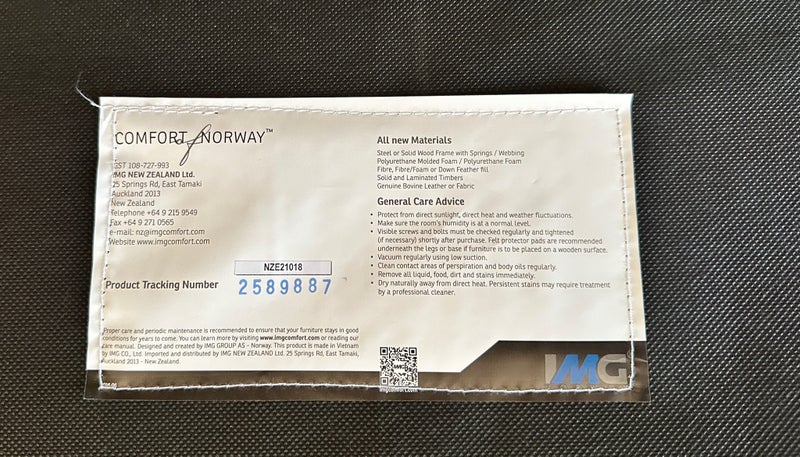 COMFORT of NORWAY™
GST 108-727-993
IMG NEW ZEALAND Ltd.
25 Springs Rd, East Tamaki
Auckland 2013
New Zealand
Telephone +64 9 215 9549
Fax +64 9 271 0565
e-mail: nz@imgcomfort.com
Website www.imgcomfort.com
NZE21018
Product Tracking Number 2589887
Proper care and periodic maintenance is recommended to ensure that your furniture stays in good
conditions for years to come. You can learn more by visiting www.imgcomfort.com or reading our
care manual. Designed and created by IMG GROUP AS - Norway. This product is made in Vietnam
by IMG CO., Ltd. Imported and distributed by IMG NEW ZEALAND Ltd. 25 Springs Rd, East Tamaki,
Auckland 2013 - New Zealand.
All new Materials
Steel or Solid Wood Frame with Springs / Webbing
Polyurethane Molded Foam / Polyurethane Foam
Fibre, Fibre/Foam or Down Feather fill
Solid and Laminated Timbers
Genuine Bovine Leather or Fabric
General Care Advice
• Protect from direct sunlight, direct heat and weather fluctuations.
• Make sure the room's humidity is at a normal level.
• Visible screws and bolts must be checked regularly and tightened
(if necessary) shortly after purchase. Felt protector pads are recommended
underneath the legs or base if furniture is to be placed on a wooden surface.
• Vacuum regularly using low suction.
• Clean contact areas of perspiration and body oils regularly.
• Remove all liquid, food, dirt and stains immediately.
• Dry naturally away from direct heat. Persistent stains may require treatment
by a professional cleaner.
IMG
imgcomfort.com
IMG